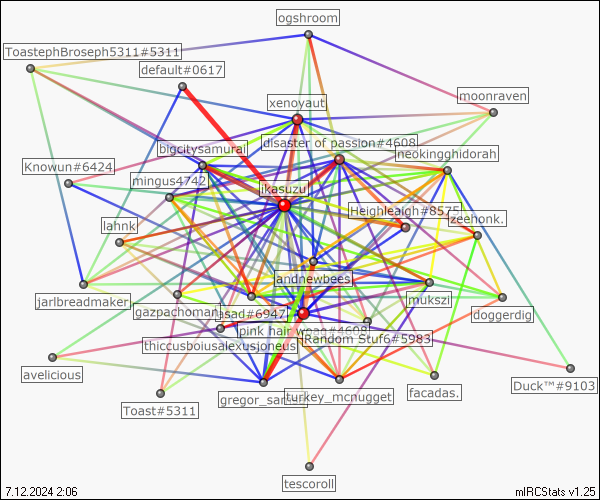 ogshroom
ToastephBroseph5311#5311
default#0617
moonraven
xenoyaut
disaster of passion#4608
bigcitysamurai
neokingghidorah
Knowun#6424
mingus4742
ikasuzu
Heighleaigh#8575
zeehonk.
lahnk
andnewbees
mukszi
jarlbreadmaker
gazpachoman
asad#6947
doggerdig
pink hair
#4608
Random Stuf6#5983
thiccusboiusalexusjoneus
avelicious
Duck™#9103
facadas.
turkey_mcnugget
Toast#5311
tescoroll
7.12.2024 2:06
mIRCStats v1.25